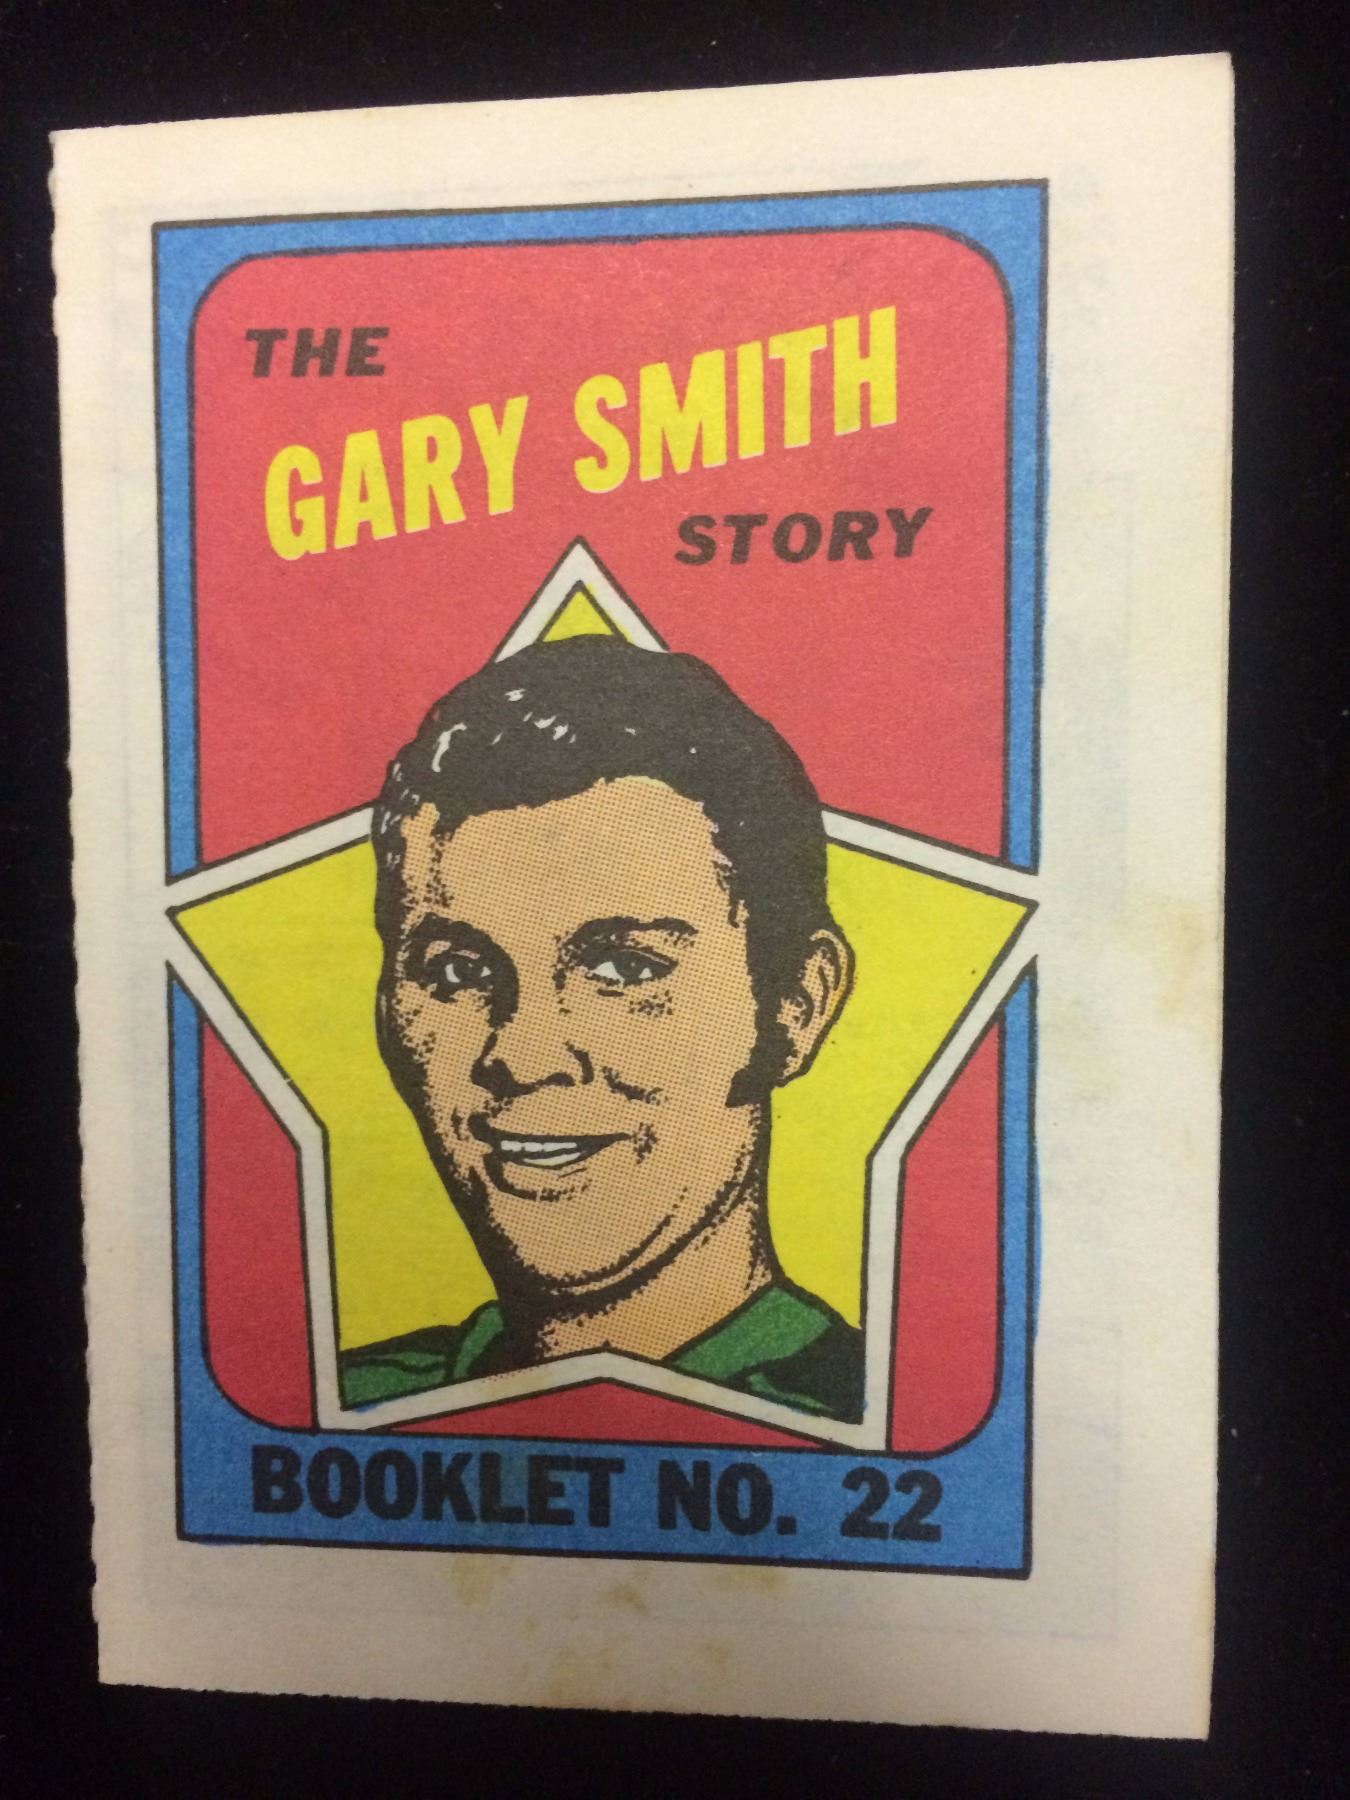 THE
GARY SMITH
STORY
BOOKLET NO. 22